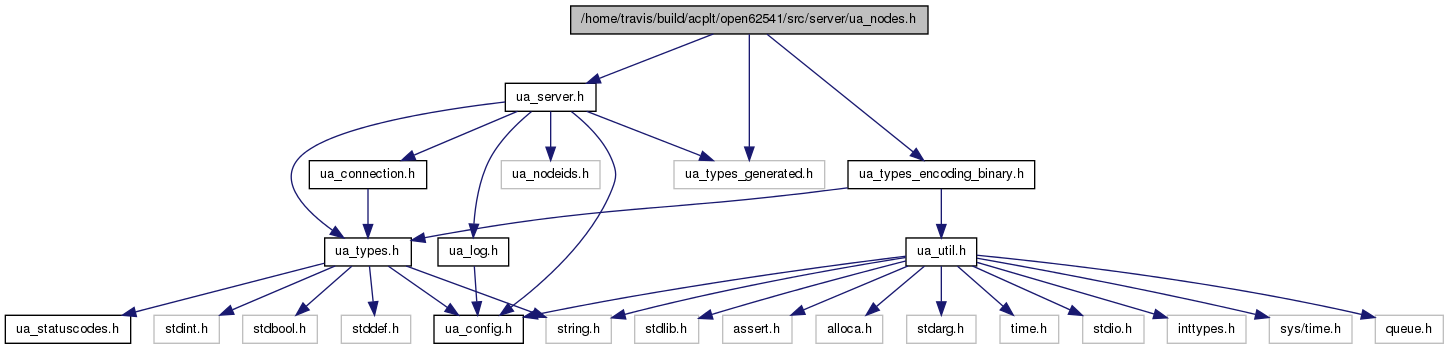 /home/travis/build/acplt/open62541/src/server/ua_nodes.h
ua_server.h
ua_connection.h
ua_nodeids.h
ua_types_generated.h
ua_types_encoding_binary.h
ua_types.h
ua_log.h
ua_util.h
ua_statuscodes.h
stdint.h
stdbool.h
stddef.h
ua_config.h
string.h
stdlib.h
assert.h
alloca.h
stdarg.h
time.h
stdio.h
inttypes.h
sys/time.h
queue.h